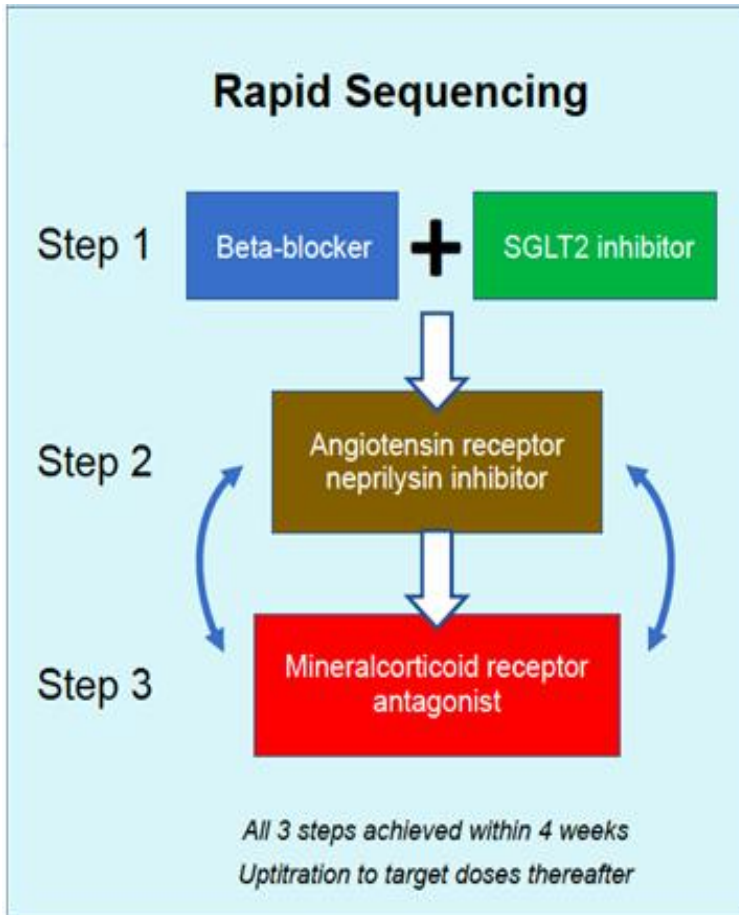 Rapid Sequencing
Step 1
Beta-blocker
+
SGLT2 inhibitor
Step 2
Angiotensin receptor
neprilysin inhibitor
Step 3
Mineralcorticoid receptor
antagonist
All 3 steps achieved within 4 weeks
Uptitration to target doses thereafter